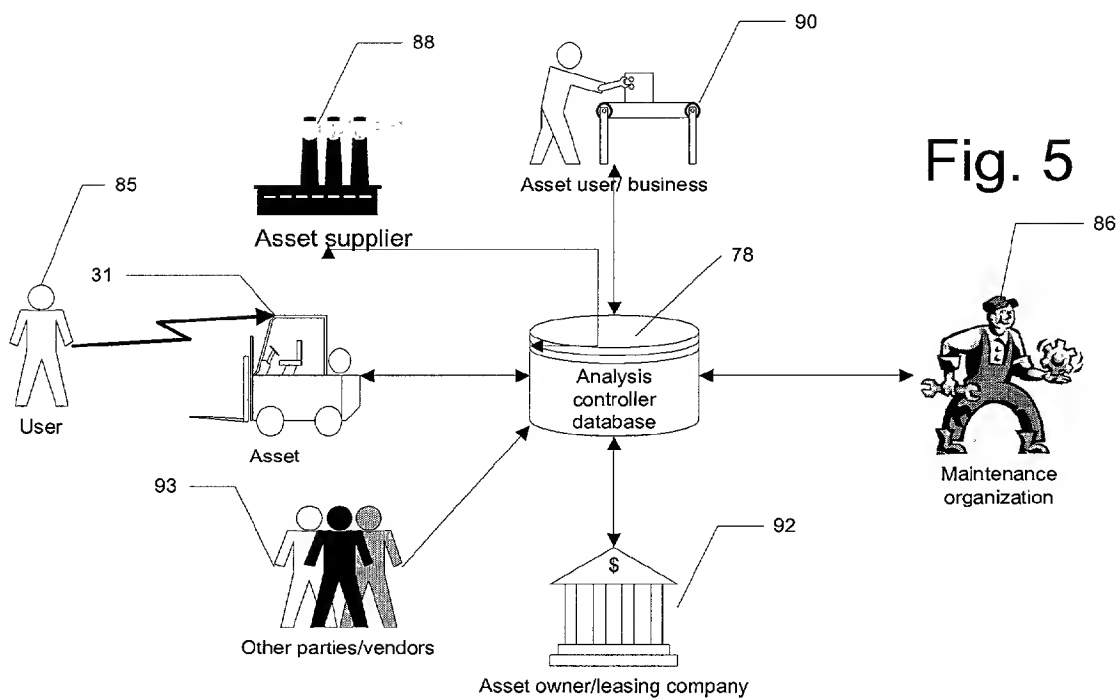 88
90
Fig. 5
Asset user/ business
85
Asset supplier
86
31
78
Analysis
controller
database
User
Asset
Maintenance
organization
93
92
$
Other parties/vendors
Asset owner/leasing company